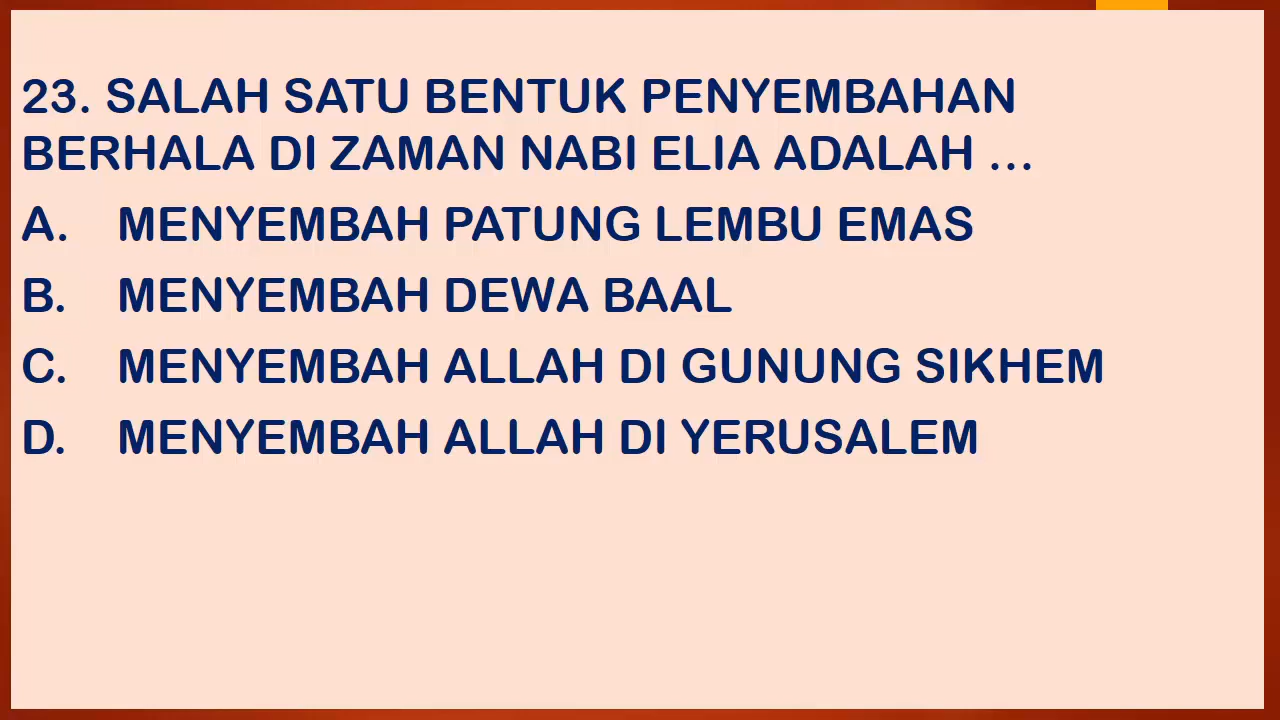 23. SALAH SATU BENTUK PENYEMBAHAN
BERHALA DI ZAMAN NABI ELIA ADALAH …
A. MENYEMBAH PATUNG LEMBU EMAS
B. MENYEMBAH DEWA BAAL
C. MENYEMBAH ALLAH DI GUNUNG SIKHEM
D. MENYEMBAH ALLAH DI YERUSALEM